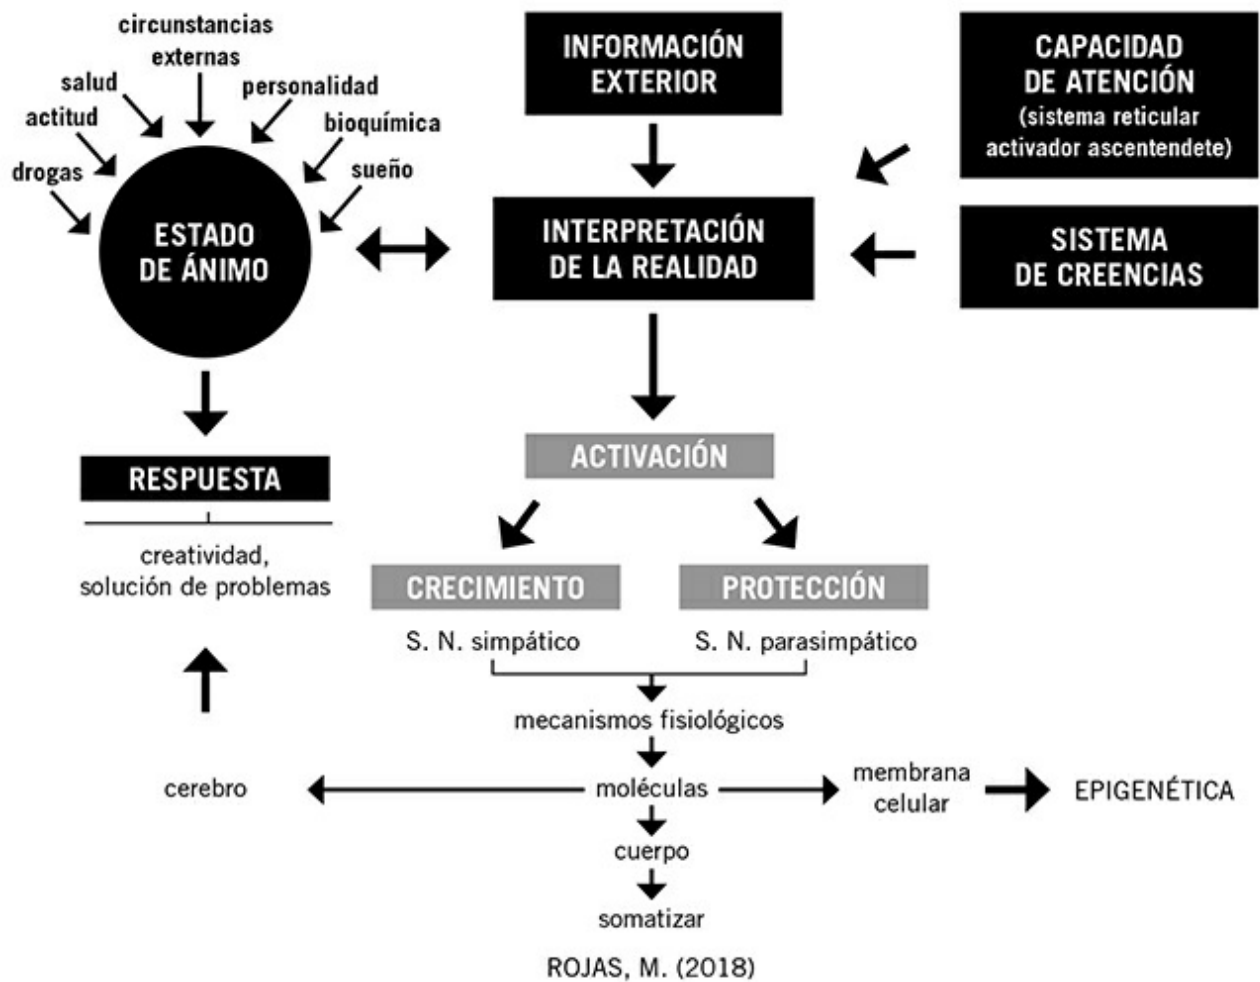 circunstancias
externas
salud
personalidad
actitud
bioquímica
drogas
sueño
ESTADO
DE ÁNIMO
INFORMACIÓN
EXTERIOR
CAPACIDAD
DE ATENCIÓN
(sistema reticular
activador ascentendete)
INTERPRETACIÓN
DE LA REALIDAD
SISTEMA
DE CREENCIAS
RESPUESTA
creatividad,
solución de problemas
ACTIVACIÓN
CRECIMIENTO
PROTECCIÓN
S. N. simpático
S. N. parasimpático
mecanismos fisiológicos
cerebro
moléculas
membrana
celular
EPIGENÉTICA
cuerpo
somatizar
ROJAS, M. (2018)